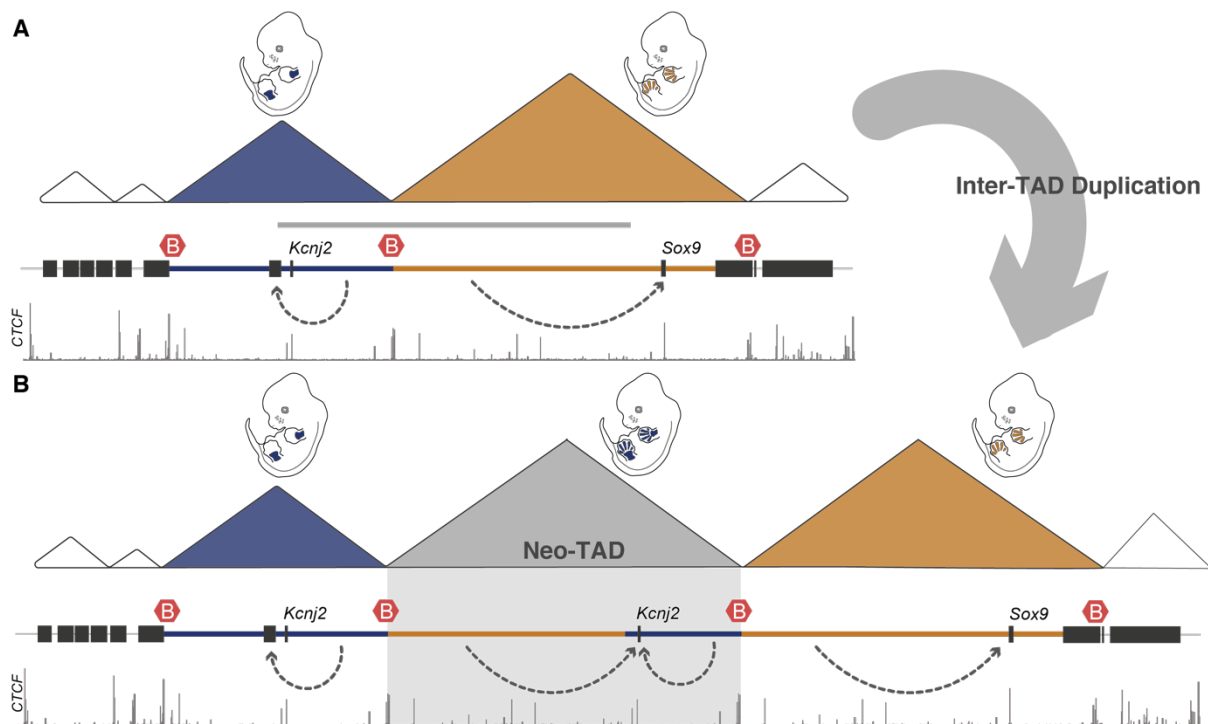 A
Inter-TAD Duplication
B
B
B
Kcnj2
Sox9
CTCF
B
Neo-TAD
B
B
B
B
Kcnj2
Kcnj2
Sox9
CTCF